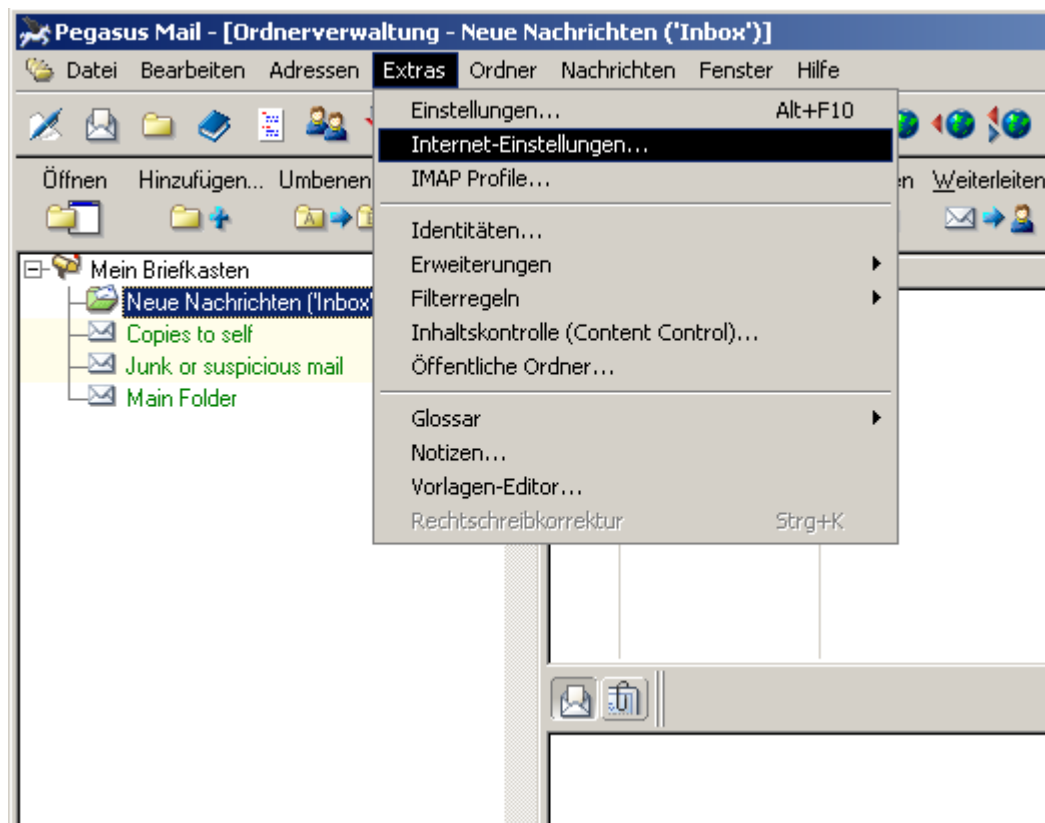 Pegasus Mail - [Ordnerverwaltung - Neue Nachrichten ('Inbox')]
Datei Bearbeiten Adressen Extras Ordner Nachrichten Fenster Hilfe
Einstellungen... Alt+F10
Internet-Einstellungen...
IMAP Profile...
Identitäten...
Erweiterungen
Filterregeln
Inhaltskontrolle (Content Control)...
Öffentliche Ordner...
Glossar
Notizen...
Vorlagen-Editor...
Rechtschreibkorrektur Strg+K
Öffnen Hinzufügen... Umbenen en Weiterleiten
Mein Briefkasten
Neue Nachrichten ('Inbox'
Copies to self
Junk or suspicious mail
Main Folder